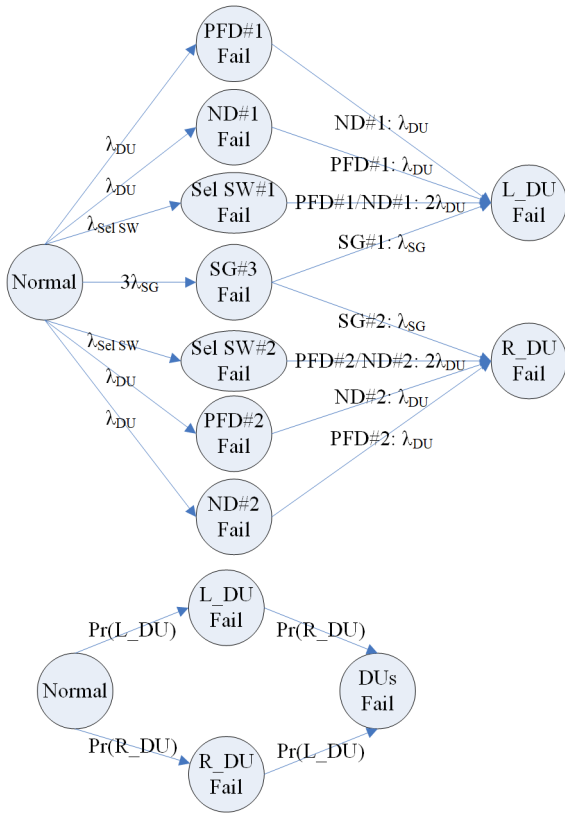 PFD#1
Fail
λDU
ND#1: λDU
ND#1
Fail
λDU
PFD#1: λDU
Sel SW#1
Fail
λSel SW
PFD#1/ND#1: 2λDU
L_DU
Fail
SG#1: λSG
Normal
3λSG
SG#3
Fail
SG#2: λSG
λSel SW
Sel SW#2
Fail
PFD#2/ND#2: 2λDU
R_DU
Fail
λDU
ND#2: λDU
PFD#2
Fail
λDU
PFD#2: λDU
ND#2
Fail
L_DU
Fail
Pr(L_DU)
Pr(R_DU)
Normal
DUs
Fail
Pr(R_DU)
Pr(L_DU)
R_DU
Fail